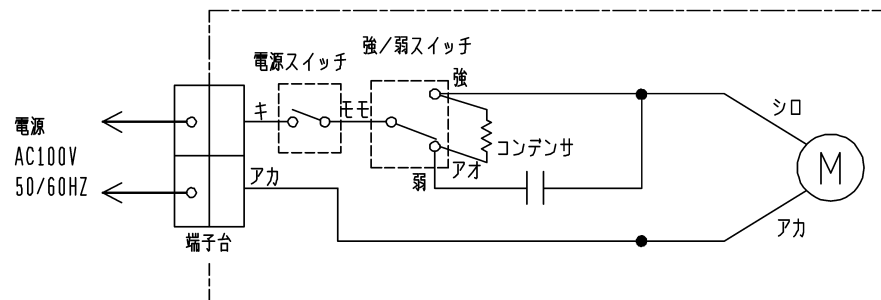 電源スイッチ
強/弱スイッチ
強
キ
モモ
シロ
電源
AC100V
50/60HZ
コンデンサ
アカ
弱
アオ
M
アカ
端子台